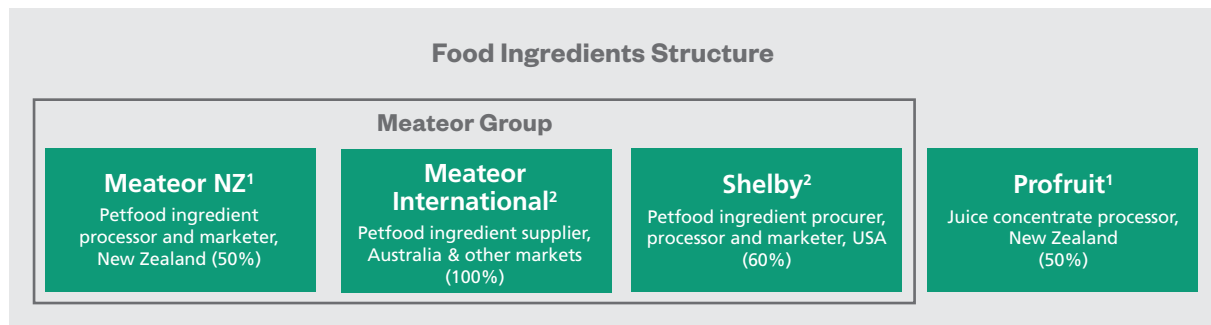 Food Ingredients Structure
Meateor Group
Meateor NZ¹
Petfood ingredient
processor and marketer,
New Zealand (50%)
Meateor
International²
Petfood ingredient supplier,
Australia & other markets
(100%)
Shelby²
Petfood ingredient procurer,
processor and marketer, USA
(60%)
Profruit¹
Juice concentrate processor,
New Zealand
(50%)